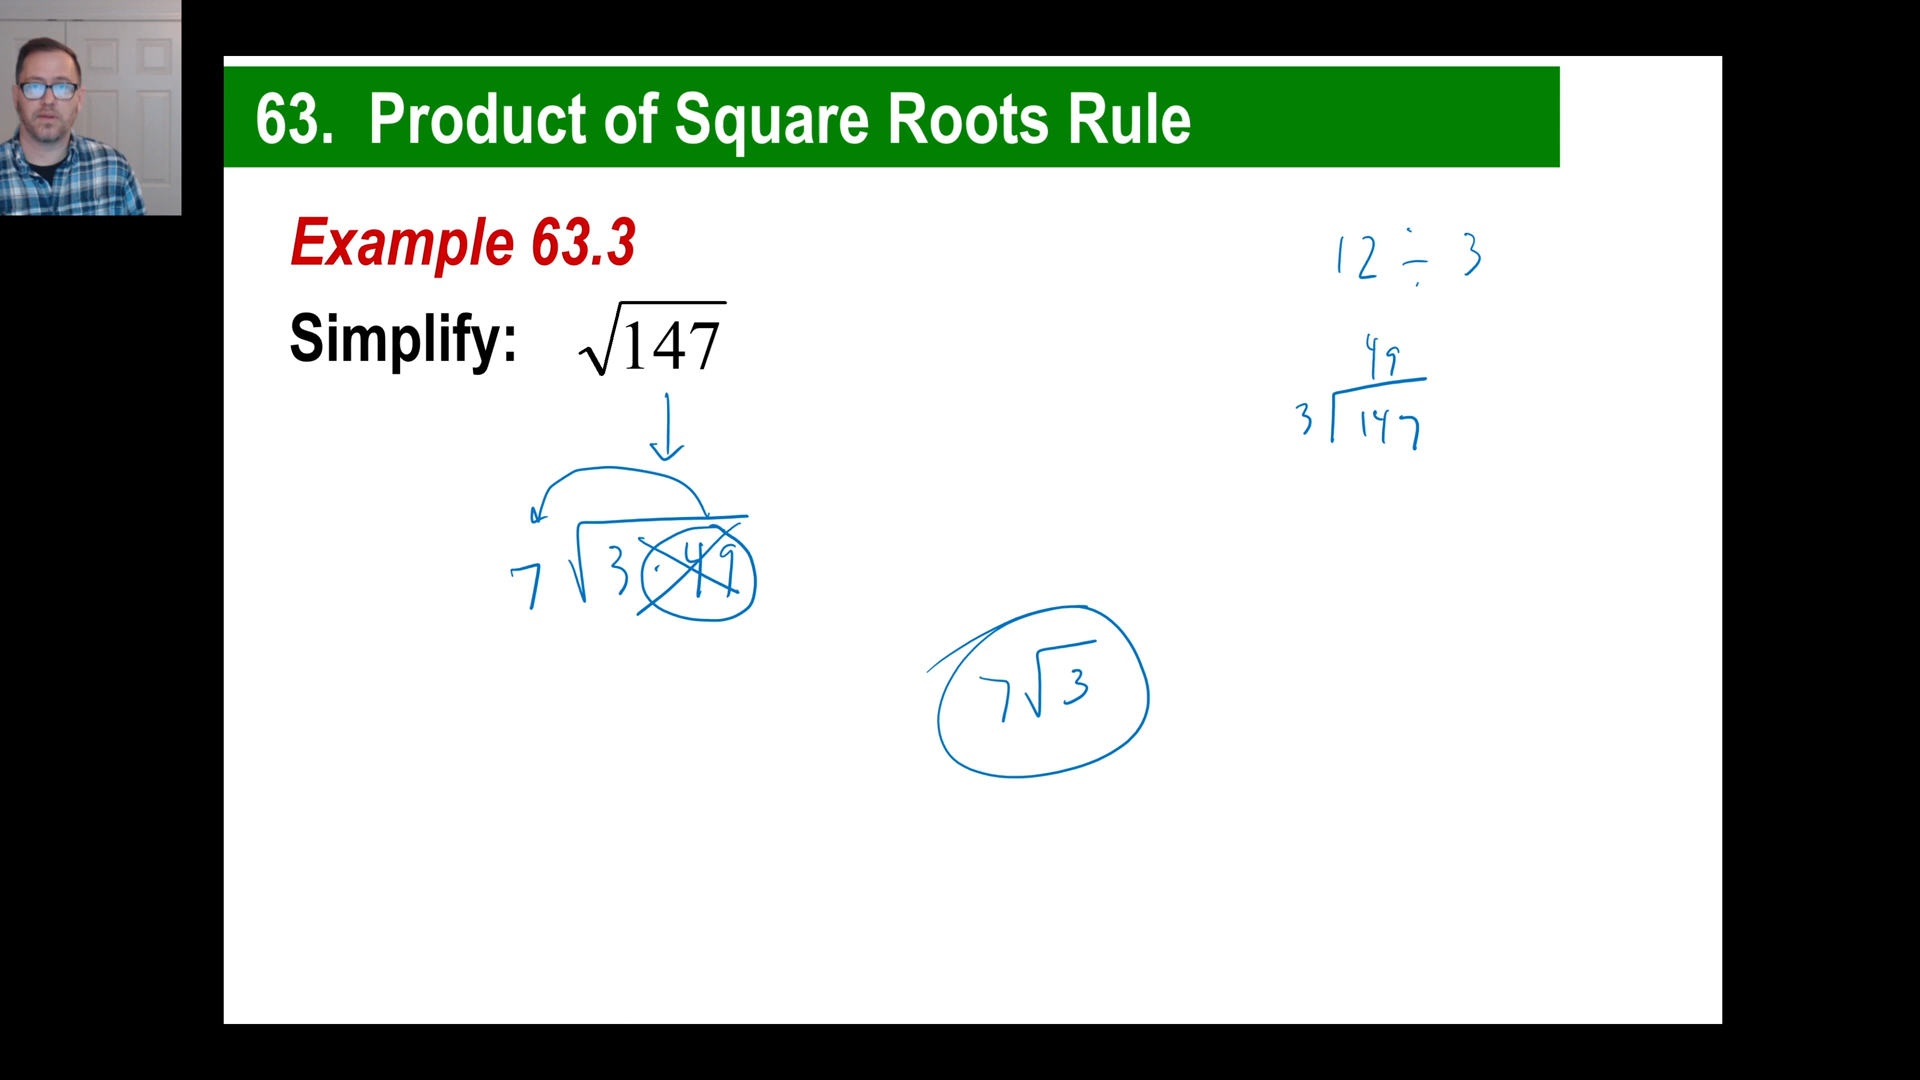 63. Product of Square Roots Rule
Example 63.3
12 ÷ 3
Simplify: √147
49
3 √147
7 √3 · 49
7√3